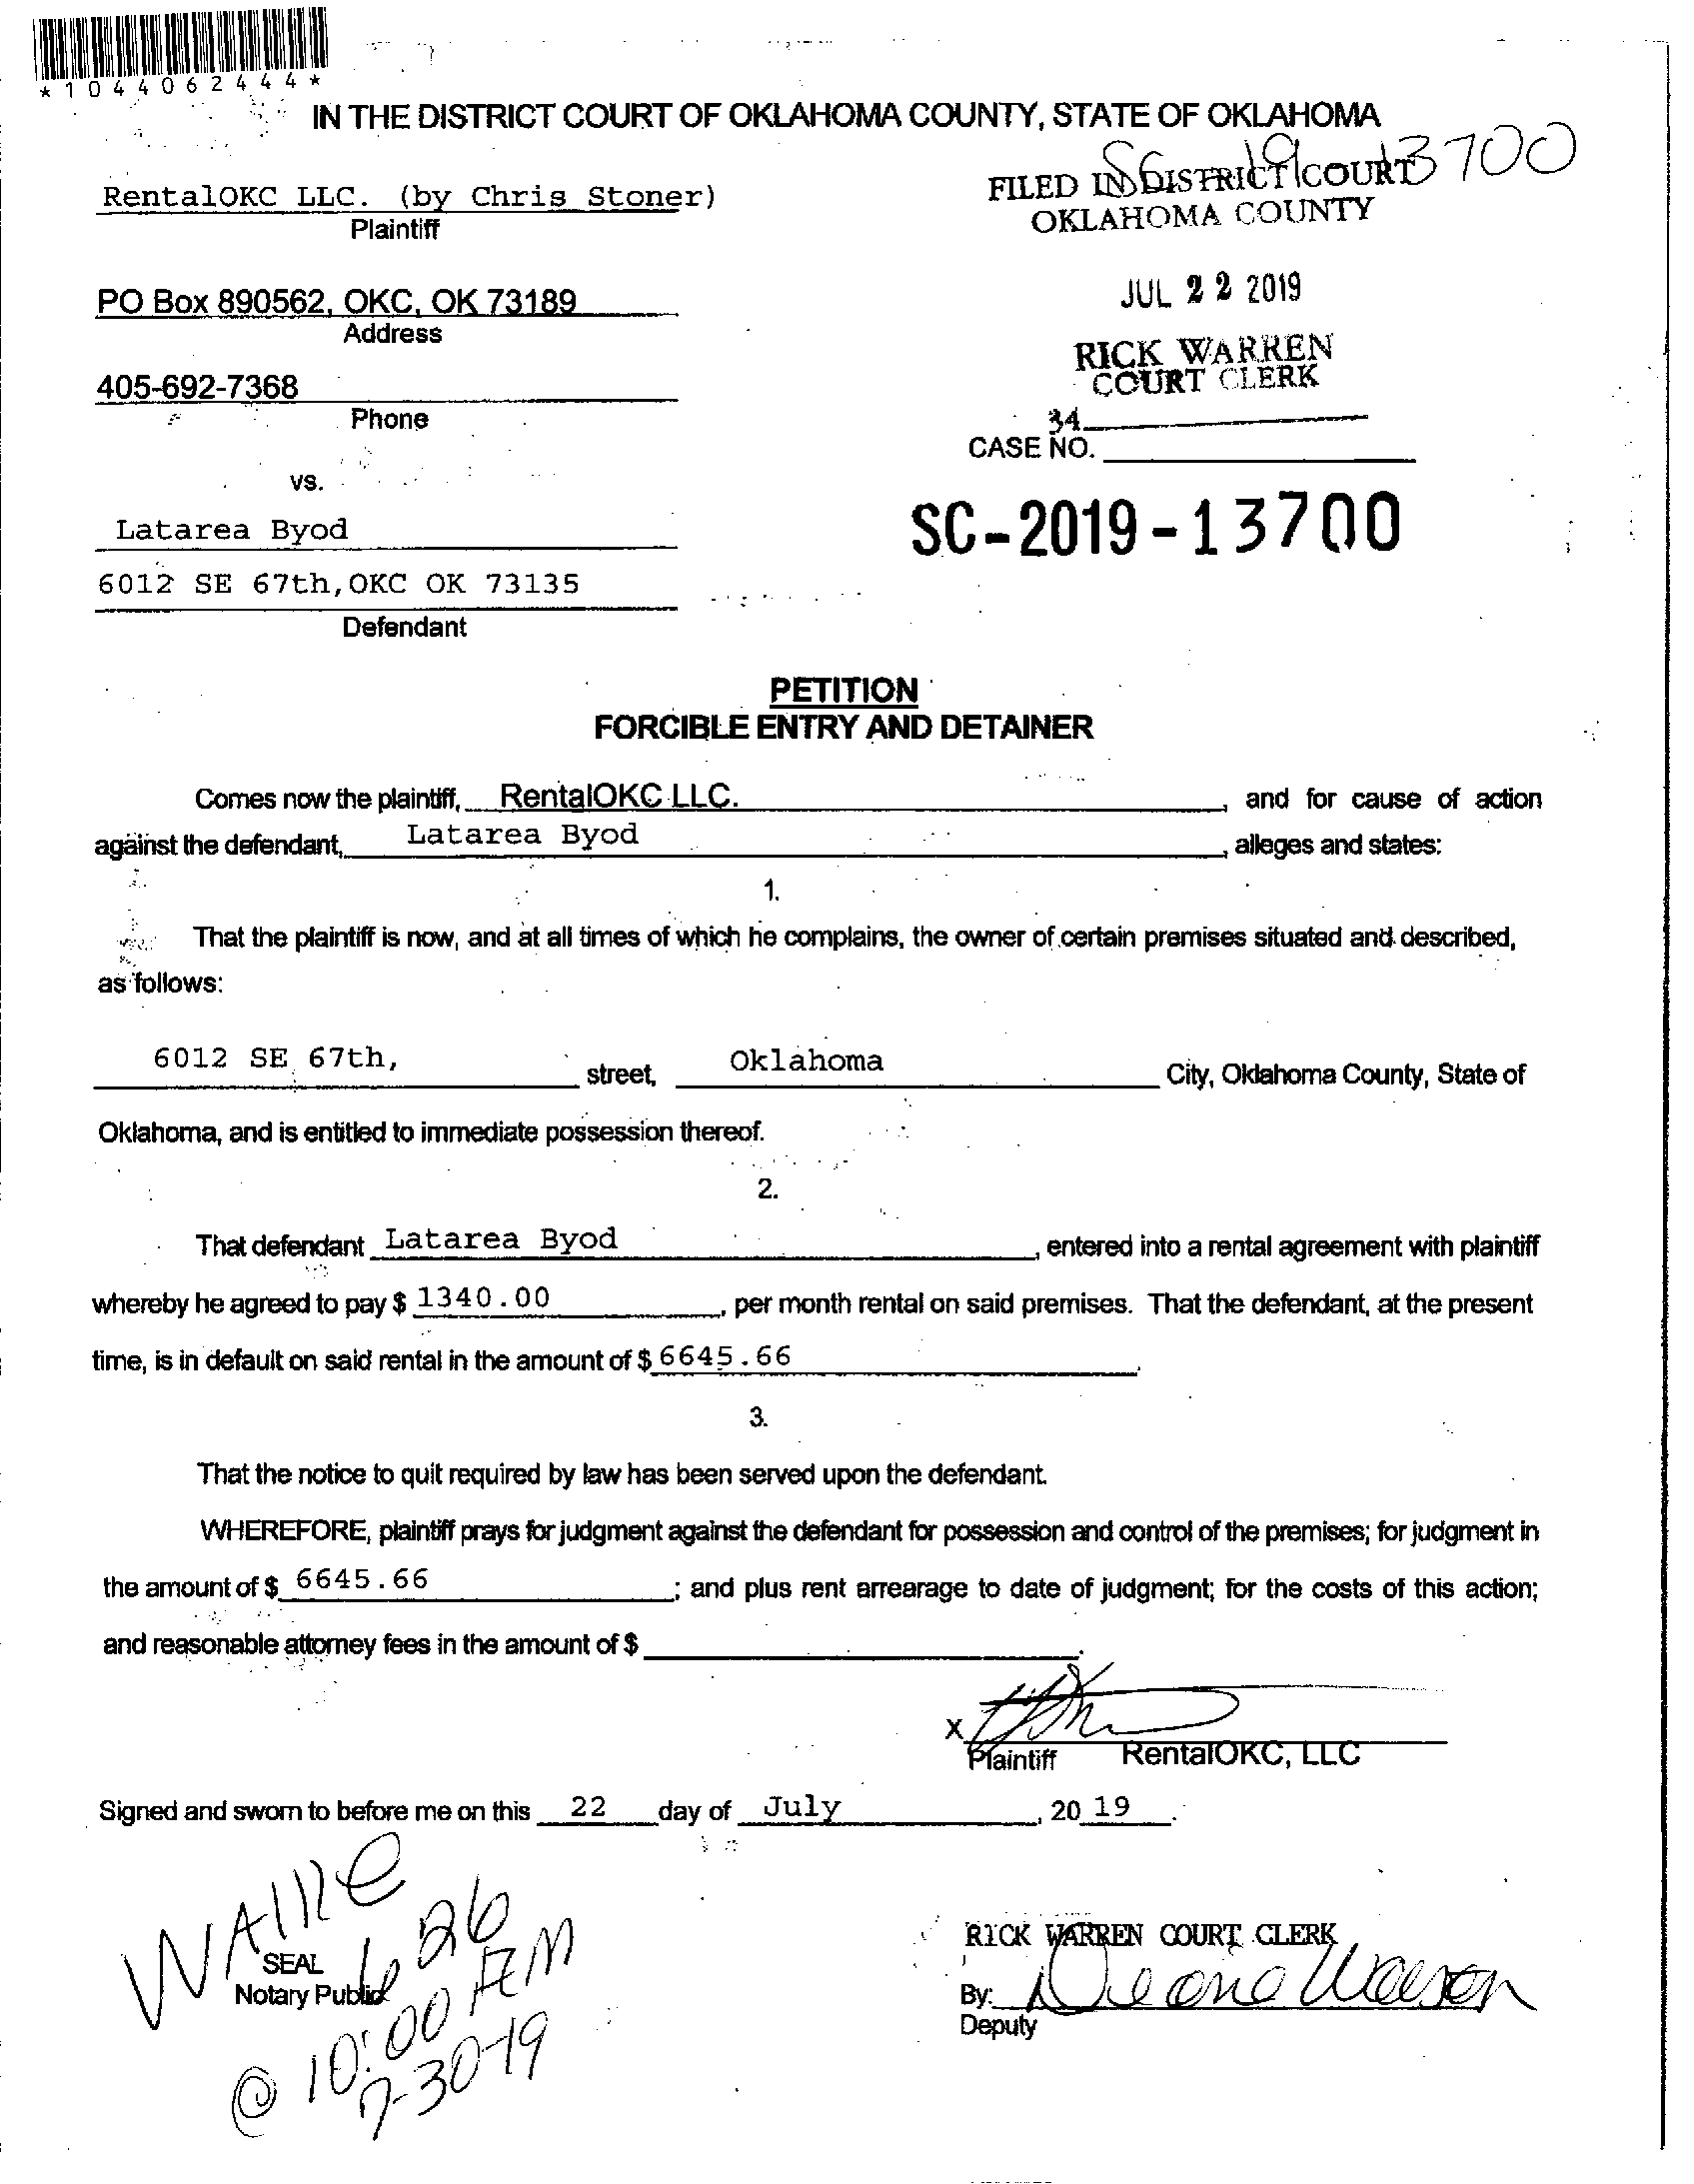 *1044062444*
IN THE DISTRICT COURT OF OKLAHOMA COUNTY, STATE OF OKLAHOMA
SC 19 13700
RentalOKC LLC. (by Chris Stoner)
Plaintiff
FILED IN DISTRICT COURT
OKLAHOMA COUNTY
PO Box 890562, OKC, OK 73189
Address
JUL 22 2019
RICK WARREN
COURT CLERK
405-692-7368
Phone
34
CASE NO.
vs.
SC-2019-13700
Latarea Byod
6012 SE 67th, OKC OK 73135
Defendant
PETITION
FORCIBLE ENTRY AND DETAINER
Comes now the plaintiff, RentalOKC LLC. , and for cause of action
against the defendant, Latarea Byod , alleges and states:
1.
That the plaintiff is now, and at all times of which he complains, the owner of certain premises situated and described,
as follows:
6012 SE 67th, street, Oklahoma City, Oklahoma County, State of
Oklahoma, and is entitled to immediate possession thereof.
2.
That defendant Latarea Byod , entered into a rental agreement with plaintiff
whereby he agreed to pay $ 1340.00 , per month rental on said premises. That the defendant, at the present
time, is in default on said rental in the amount of $ 6645.66 .
3.
That the notice to quit required by law has been served upon the defendant.
WHEREFORE, plaintiff prays for judgment against the defendant for possession and control of the premises; for judgment in
the amount of $ 6645.66 ; and plus rent arrearage to date of judgment; for the costs of this action;
and reasonable attorney fees in the amount of $ .
X
Plaintiff RentalOKC, LLC
Signed and sworn to before me on this 22 day of July , 20 19 .
SEAL
Notary Public
626
@ 10:00 AM
7-30-19
RICK WARREN COURT CLERK
By:
Deputy